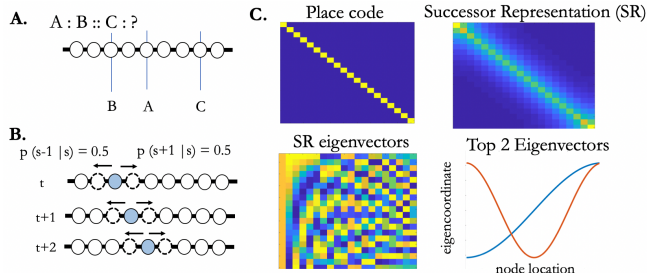 A.
A : B :: C : ?
B
A
C
B.
p (s-1 |s) = 0.5
p (s+1 |s) = 0.5
t
t+1
t+2
C.
Place code
Successor Representation (SR)
SR eigenvectors
Top 2 Eigenvectors
eigencoordinate
node location